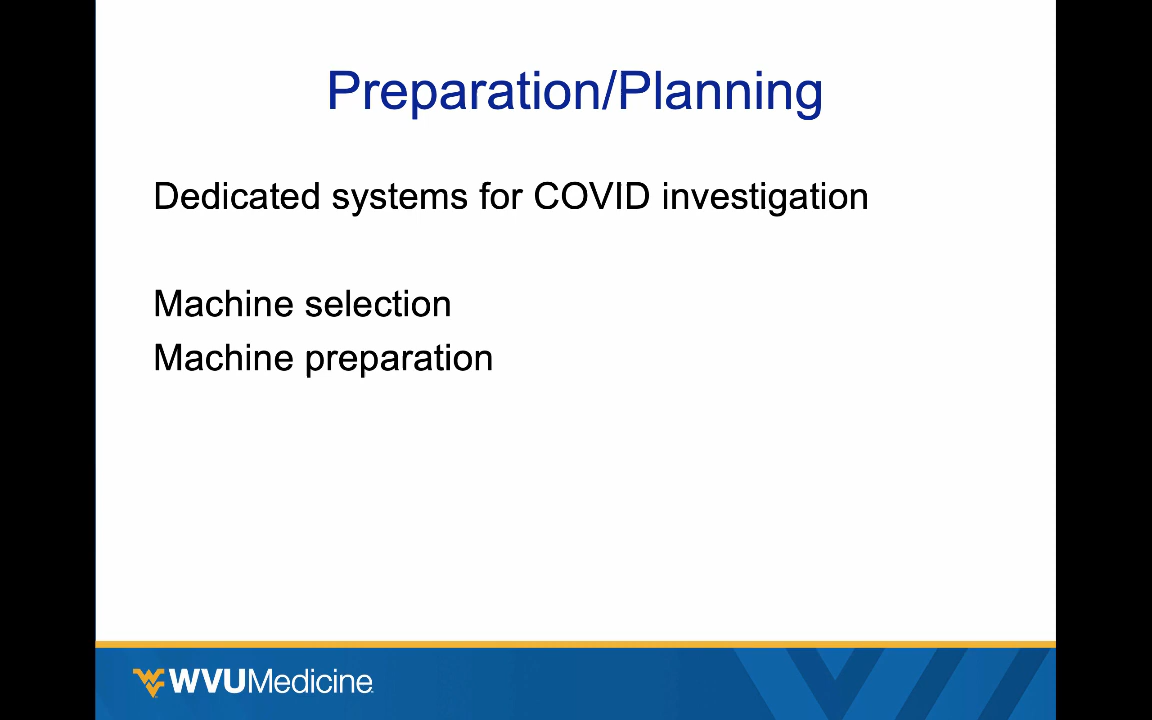 Preparation/Planning
Dedicated systems for COVID investigation
Machine selection
Machine preparation
WVUMedicine